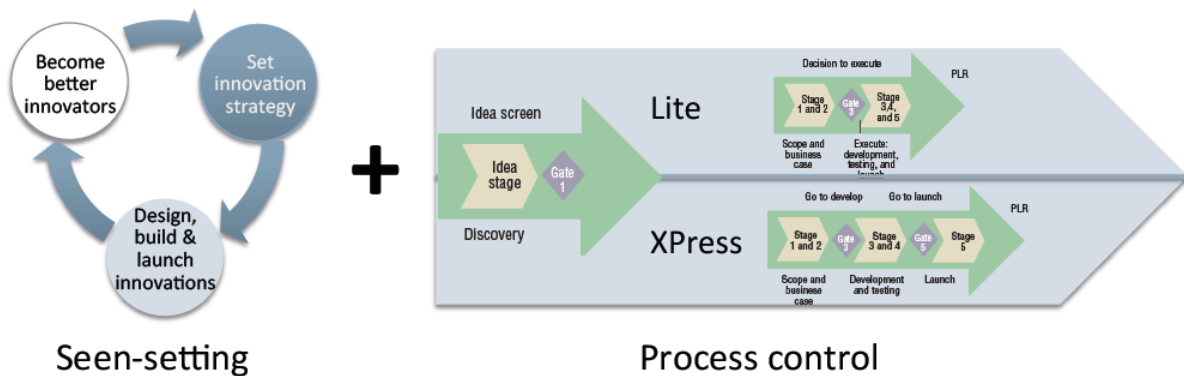 Become
better
innovators
Set
innovation
strategy
Design,
build &
launch
innovations
Seen-setting
+
Idea screen
Idea
stage
Gate
1
Discovery
Lite
Decision to execute
PLR
Stage
1 and 2
Gate
3
Stage
3,4,
and 5
Scope and
business
case
Execute:
development,
testing, and
launch
XPress
Go to develop
Go to launch
PLR
Stage
1 and 2
Gate
3
Stage
3 and 4
Gate
5
Stage
5
Scope and
business
case
Development
and testing
Launch
Process control